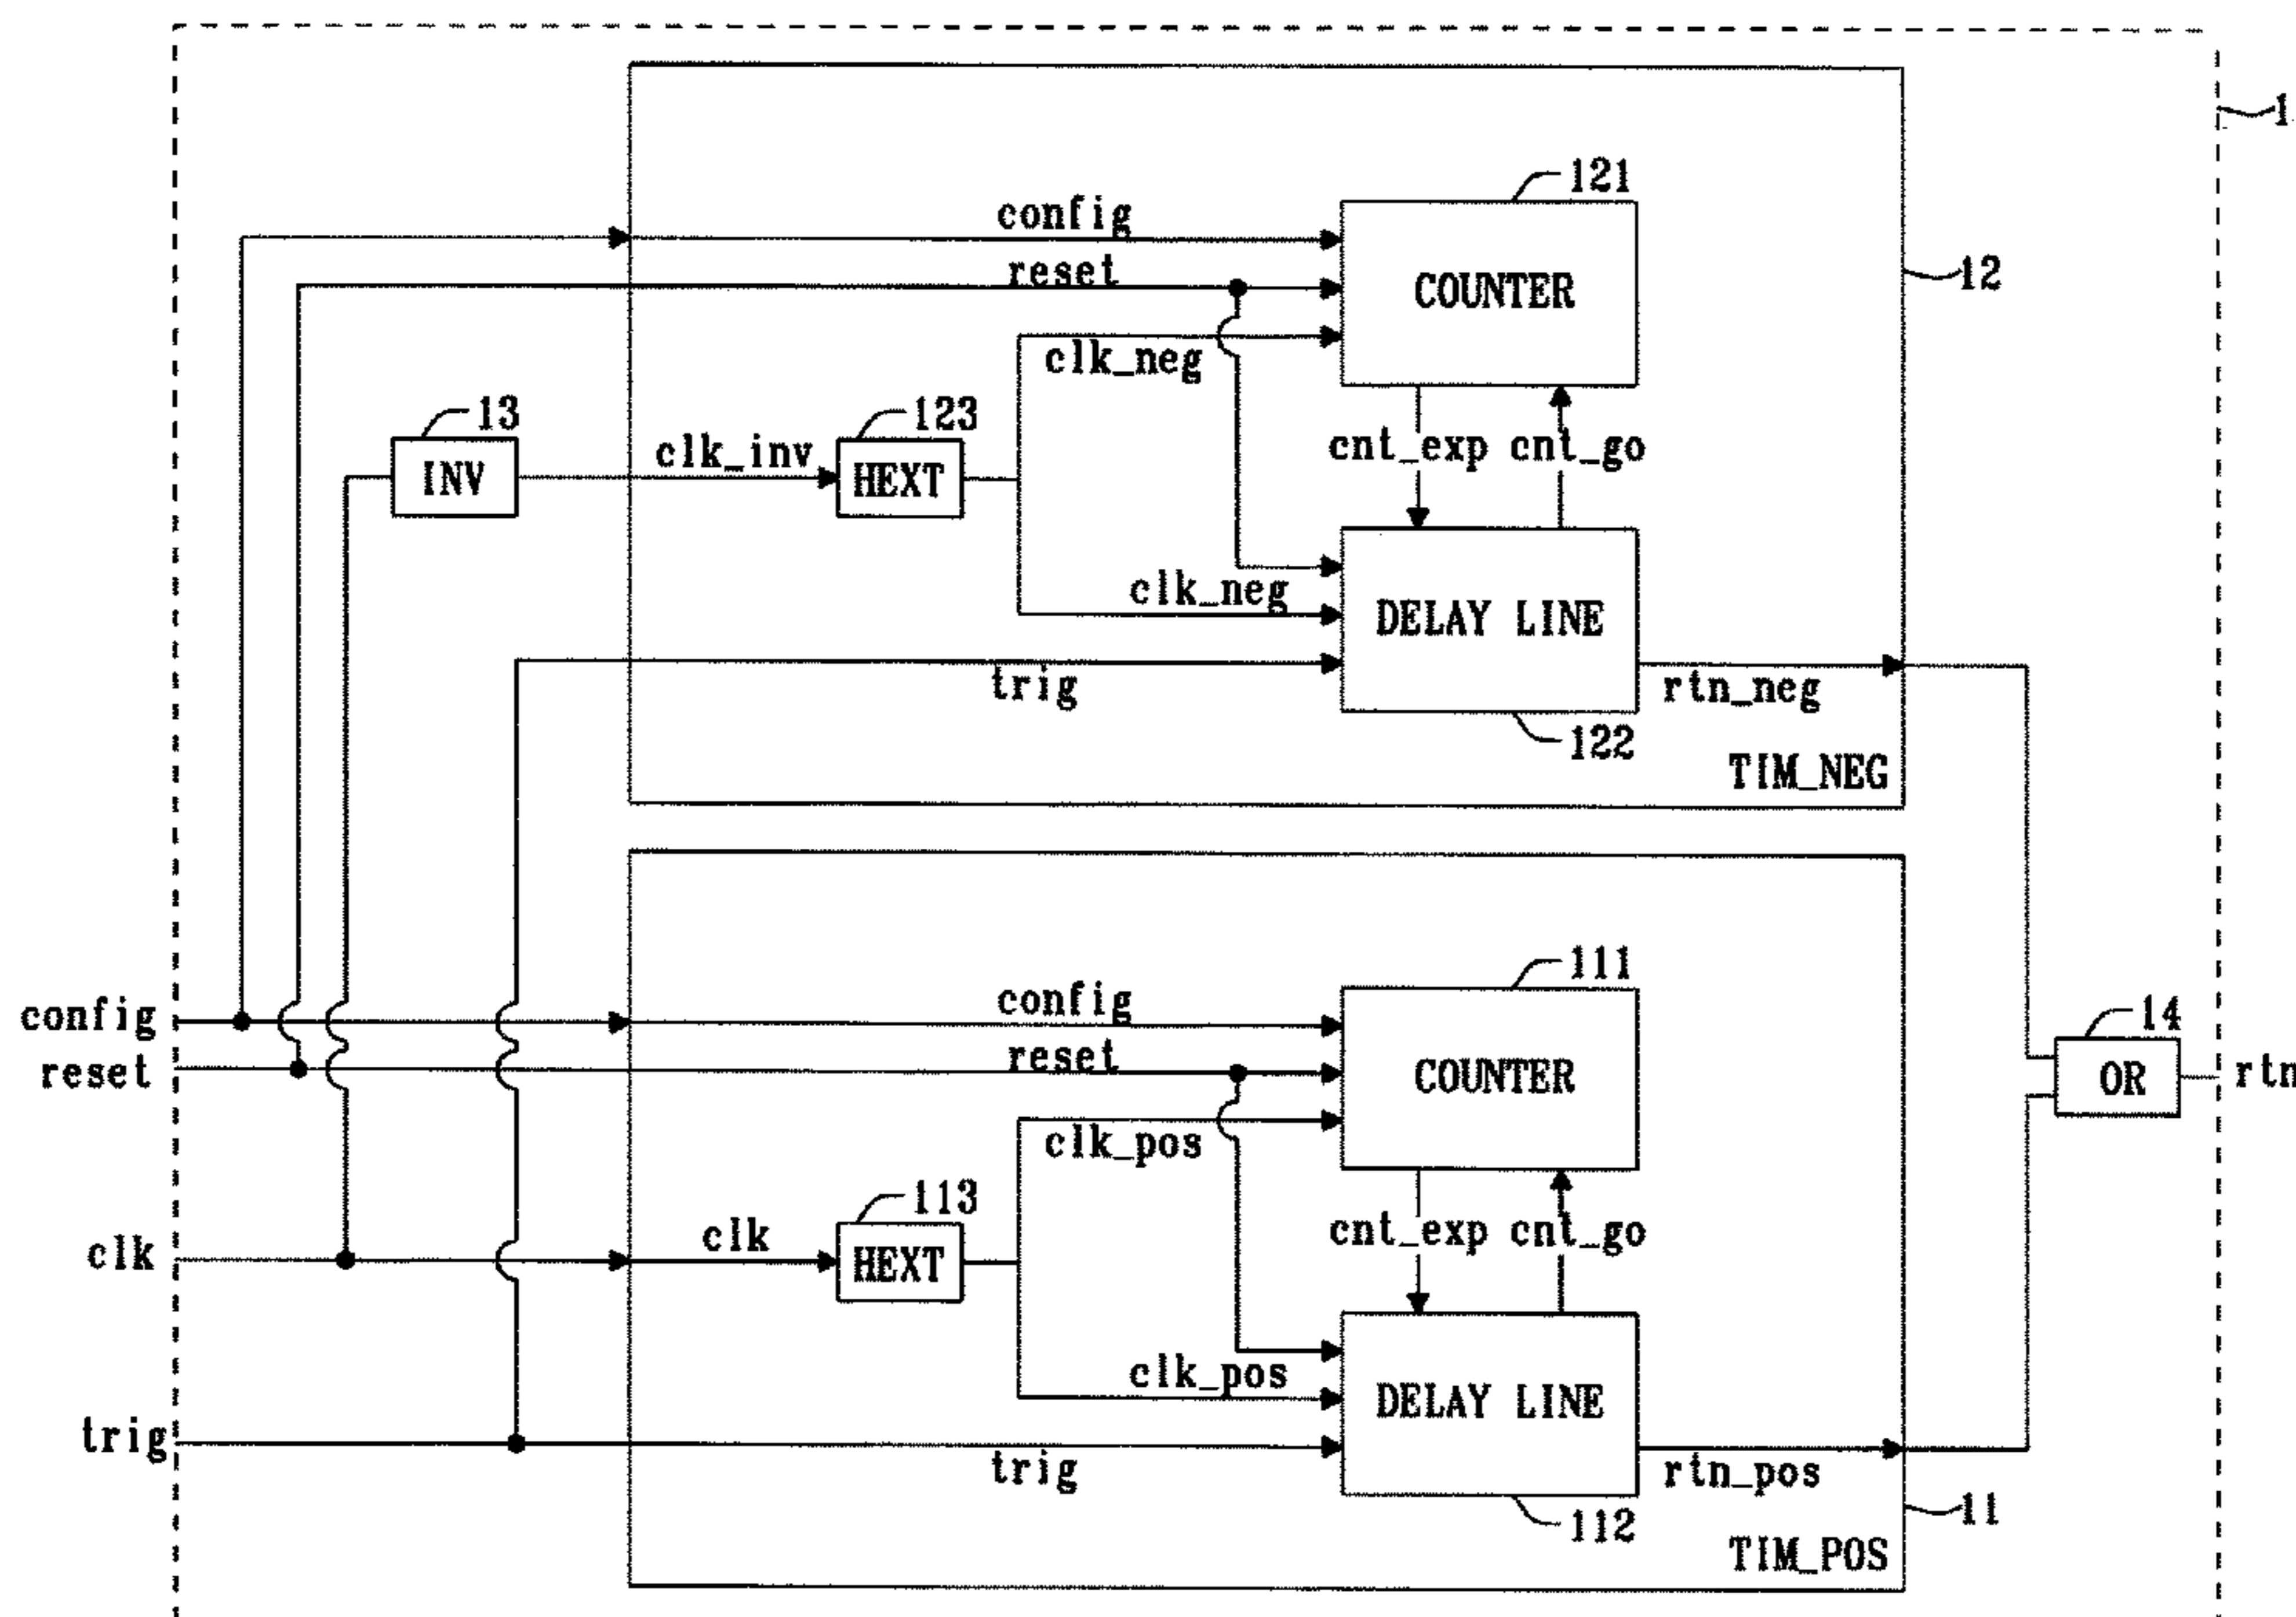 1
121
config
12
reset
COUNTER
clk_neg
13
123
clk_inv
cnt_exp cnt_go
INV
HEXT
clk_neg
DELAY LINE
trig
rtn_neg
122
TIM_NEG
111
config
config
14
reset
reset
COUNTER
OR
rtn
clk_pos
113
clk
clk
cnt_exp cnt_go
HEXT
clk_pos
DELAY LINE
trig
trig
rtn_pos
11
112
TIM_POS